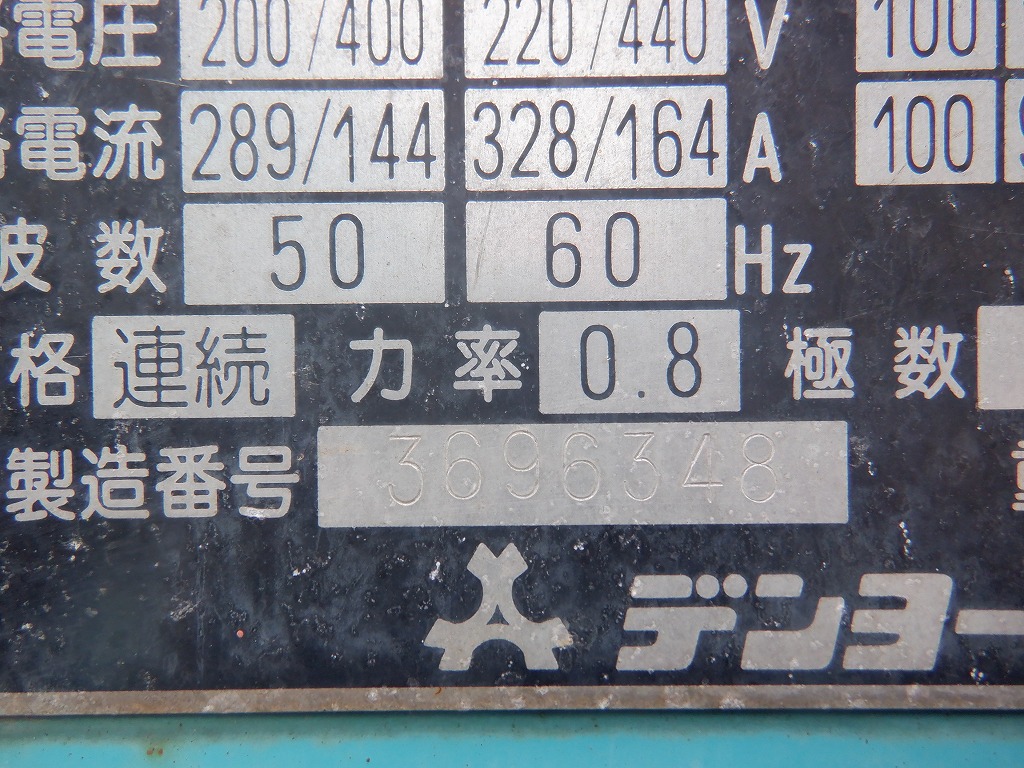 電圧 200/400 220/440 V 100
電流 289/144 328/164 A 100
波数 50 60 Hz
格 連続 力率 0.8 極数
製造番号 3696348
デンヨー